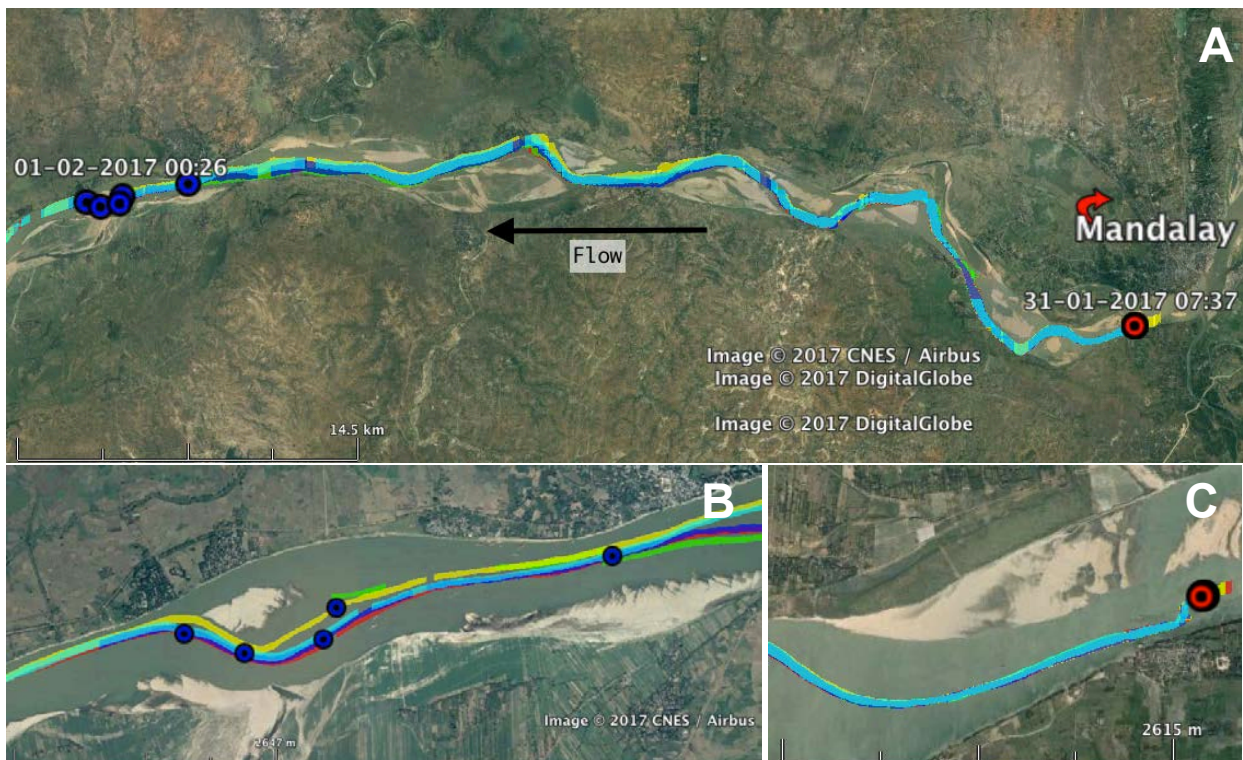 A
01-02-2017 00:26
Mandalay
Flow
31-01-2017 07:37
Image © 2017 CNES / Airbus
Image © 2017 DigitalGlobe
Image © 2017 DigitalGlobe
14.5 km
B
Image © 2017 CNES / Airbus
2647 m
C
2615 m